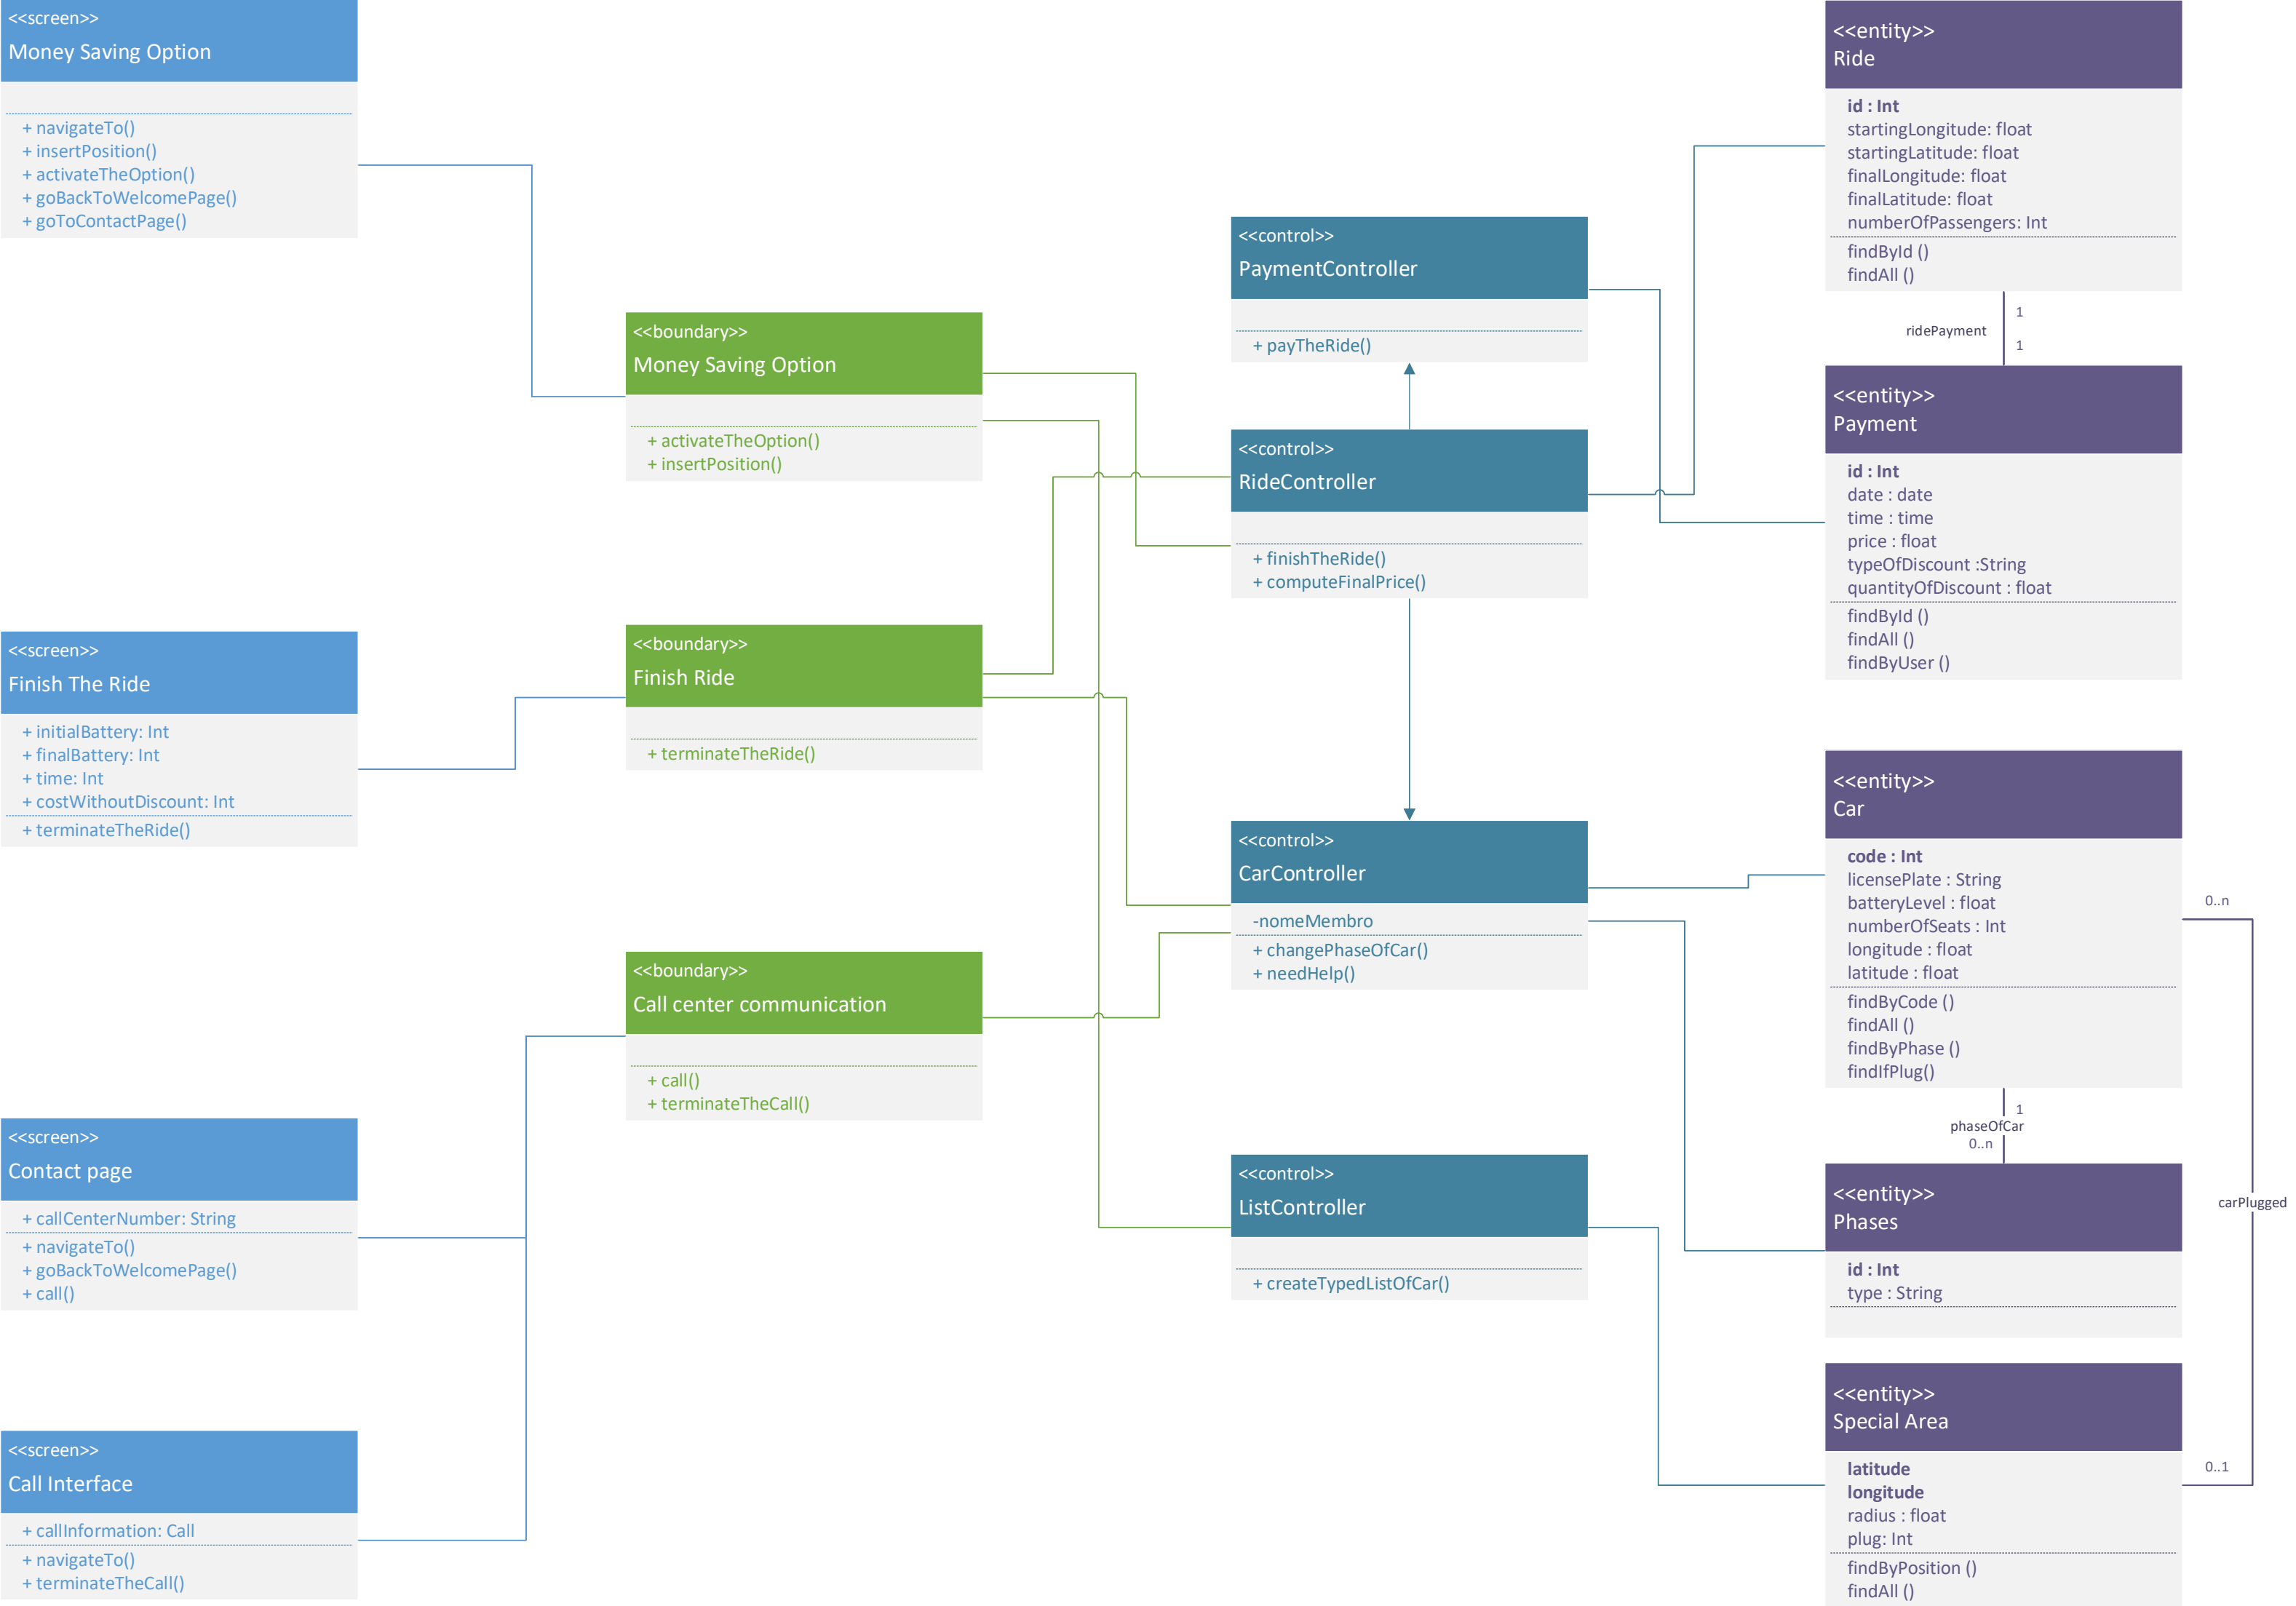 <<screen>>
Money Saving Option
+ navigateTo()
+ insertPosition()
+ activateTheOption()
+ goBackToWelcomePage()
+ goToContactPage()
<<screen>>
Finish The Ride
+ initialBattery: Int
+ finalBattery: Int
+ time: Int
+ costWithoutDiscount: Int
+ terminateTheRide()
<<screen>>
Contact page
+ callCenterNumber: String
+ navigateTo()
+ goBackToWelcomePage()
+ call()
<<screen>>
Call Interface
+ callInformation: Call
+ navigateTo()
+ terminateTheCall()
<<boundary>>
Money Saving Option
+ activateTheOption()
+ insertPosition()
<<boundary>>
Finish Ride
+ terminateTheRide()
<<boundary>>
Call center communication
+ call()
+ terminateTheCall()
<<control>>
PaymentController
+ payTheRide()
<<control>>
RideController
+ finishTheRide()
+ computeFinalPrice()
<<control>>
CarController
-nomeMembro
+ changePhaseOfCar()
+ needHelp()
<<control>>
ListController
+ createTypedListOfCar()
<<entity>>
Ride
id : Int
startingLongitude: float
startingLatitude: float
finalLongitude: float
finalLatitude: float
numberOfPassengers: Int
findById ()
findAll ()
1
ridePayment
1
<<entity>>
Payment
id : Int
date : date
time : time
price : float
typeOfDiscount :String
quantityOfDiscount : float
findById ()
findAll ()
findByUser ()
<<entity>>
Car
code : Int
licensePlate : String
batteryLevel : float
numberOfSeats : Int
longitude : float
latitude : float
findByCode ()
findAll ()
findByPhase ()
findIfPlug()
0..n
1
phaseOfCar
0..n
carPlugged
<<entity>>
Phases
id : Int
type : String
<<entity>>
Special Area
latitude
longitude
radius : float
plug: Int
findByPosition ()
findAll ()
0..1